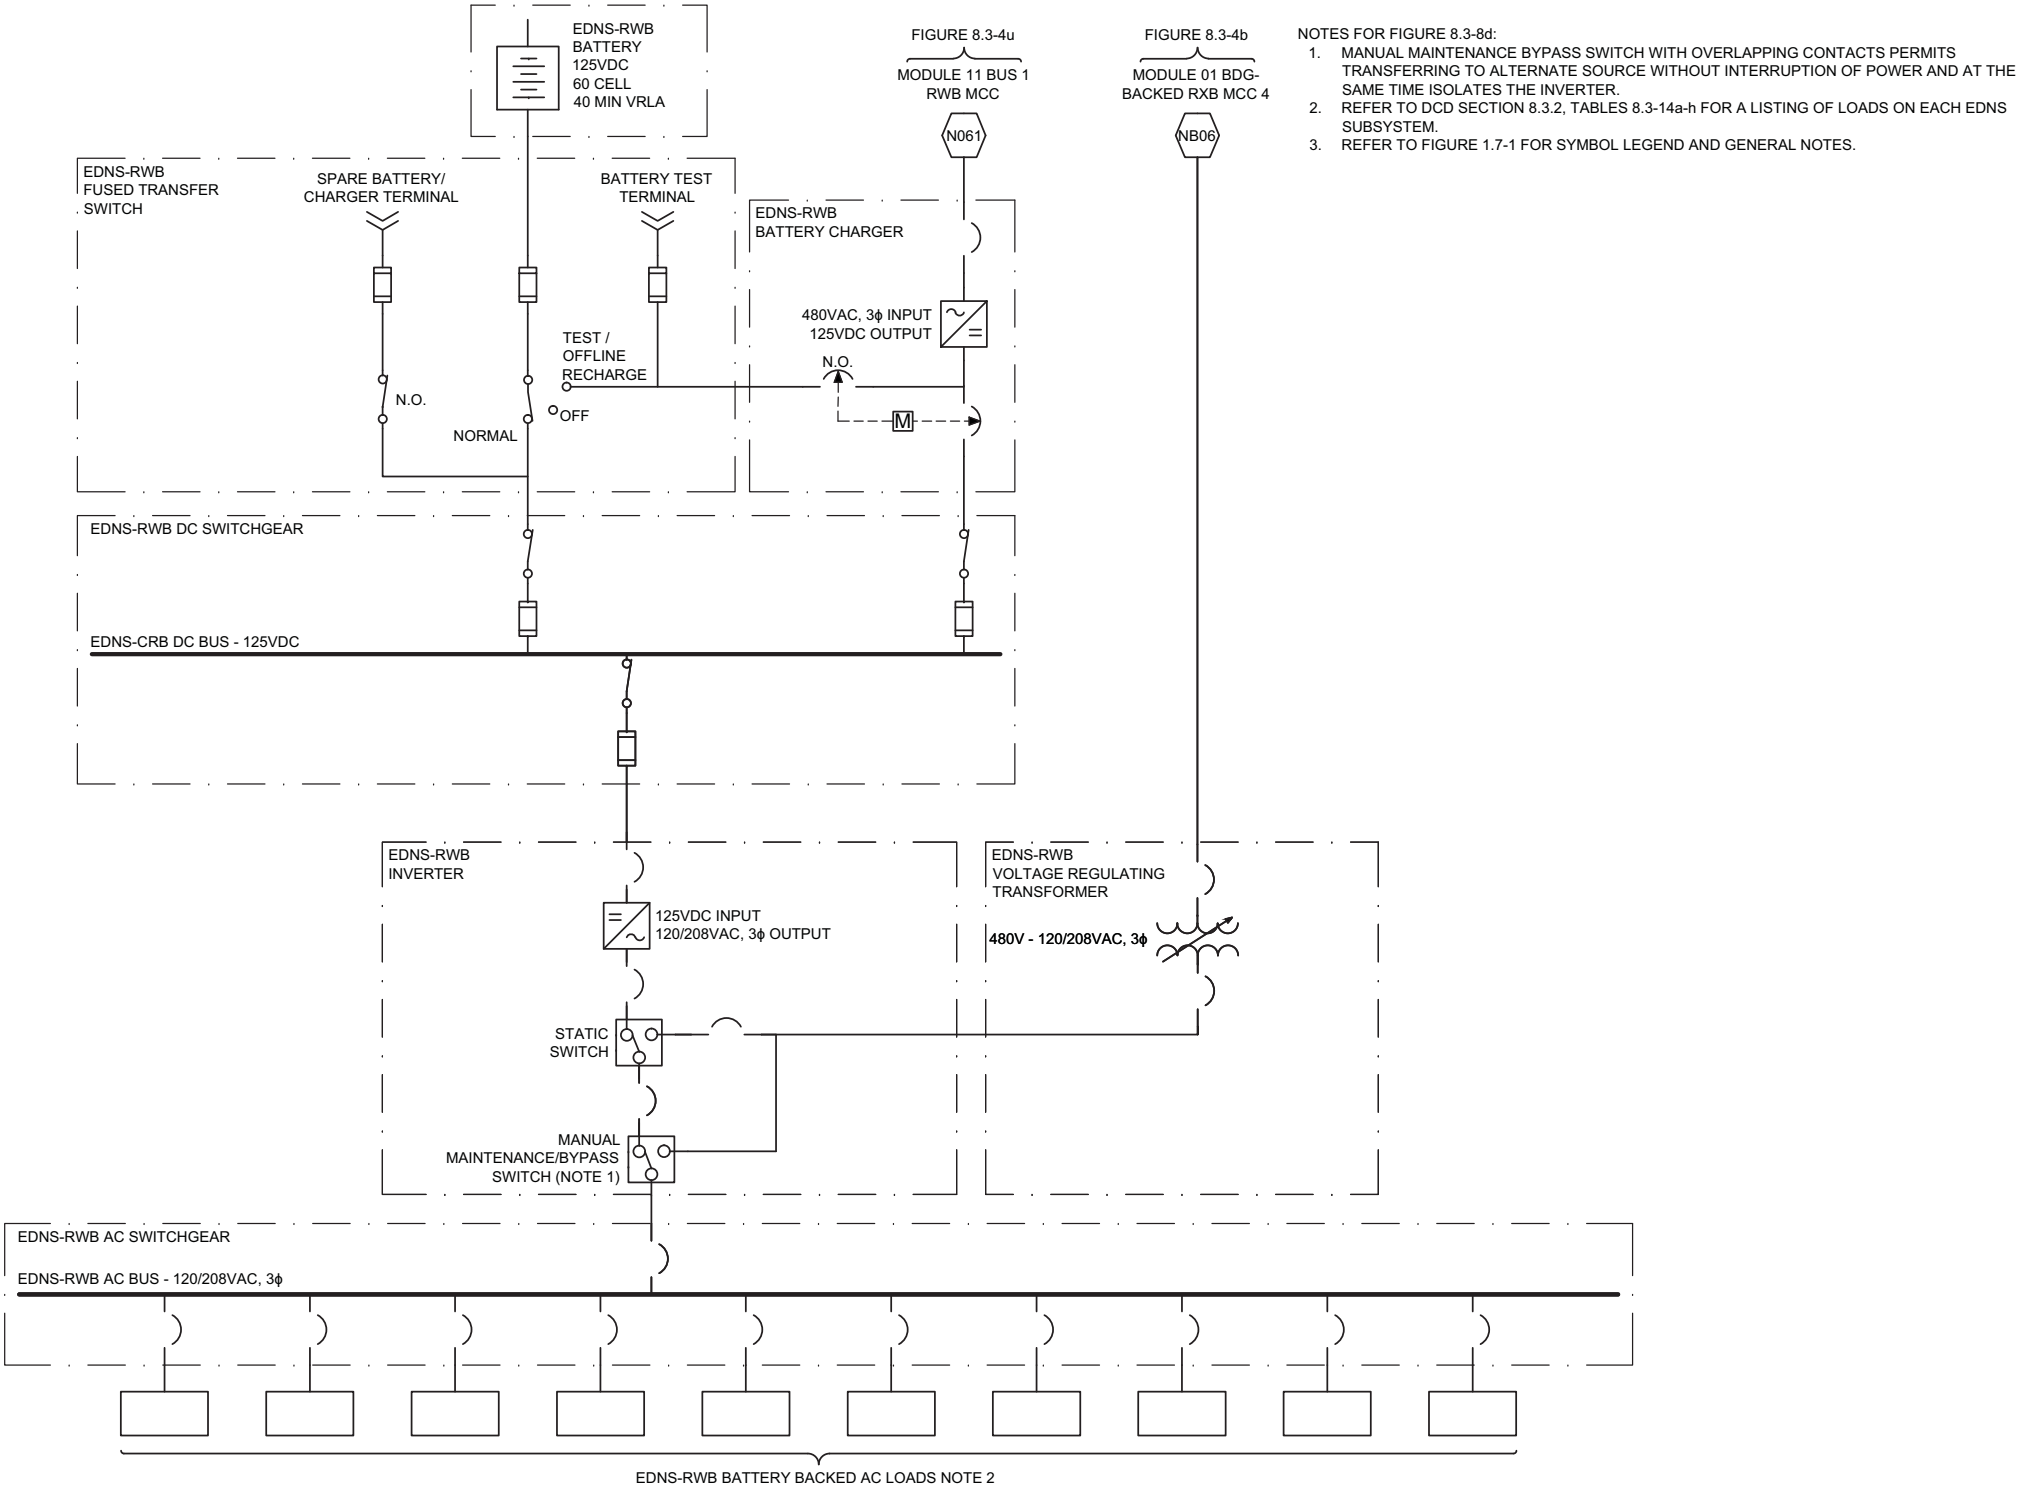 EDNS-RWB
BATTERY
125VDC
60 CELL
40 MIN VRLA
FIGURE 8.3-4u
MODULE 11 BUS 1
RWB MCC
N061
FIGURE 8.3-4b
MODULE 01 BDG-
BACKED RXB MCC 4
NB06
NOTES FOR FIGURE 8.3-8d:
1. MANUAL MAINTENANCE BYPASS SWITCH WITH OVERLAPPING CONTACTS PERMITS
TRANSFERRING TO ALTERNATE SOURCE WITHOUT INTERRUPTION OF POWER AND AT THE
SAME TIME ISOLATES THE INVERTER.
2. REFER TO DCD SECTION 8.3.2, TABLES 8.3-14a-h FOR A LISTING OF LOADS ON EACH EDNS
SUBSYSTEM.
3. REFER TO FIGURE 1.7-1 FOR SYMBOL LEGEND AND GENERAL NOTES.
EDNS-RWB
FUSED TRANSFER
SWITCH
SPARE BATTERY/
CHARGER TERMINAL
BATTERY TEST
TERMINAL
EDNS-RWB
BATTERY CHARGER
480VAC, 3ϕ INPUT
125VDC OUTPUT
TEST /
OFFLINE
RECHARGE
N.O.
N.O.
OFF
M
NORMAL
EDNS-RWB DC SWITCHGEAR
EDNS-CRB DC BUS - 125VDC
EDNS-RWB
INVERTER
125VDC INPUT
120/208VAC, 3ϕ OUTPUT
EDNS-RWB
VOLTAGE REGULATING
TRANSFORMER
480V - 120/208VAC, 3ϕ
STATIC
SWITCH
MANUAL
MAINTENANCE/BYPASS
SWITCH (NOTE 1)
EDNS-RWB AC SWITCHGEAR
EDNS-RWB AC BUS - 120/208VAC, 3ϕ
EDNS-RWB BATTERY BACKED AC LOADS NOTE 2